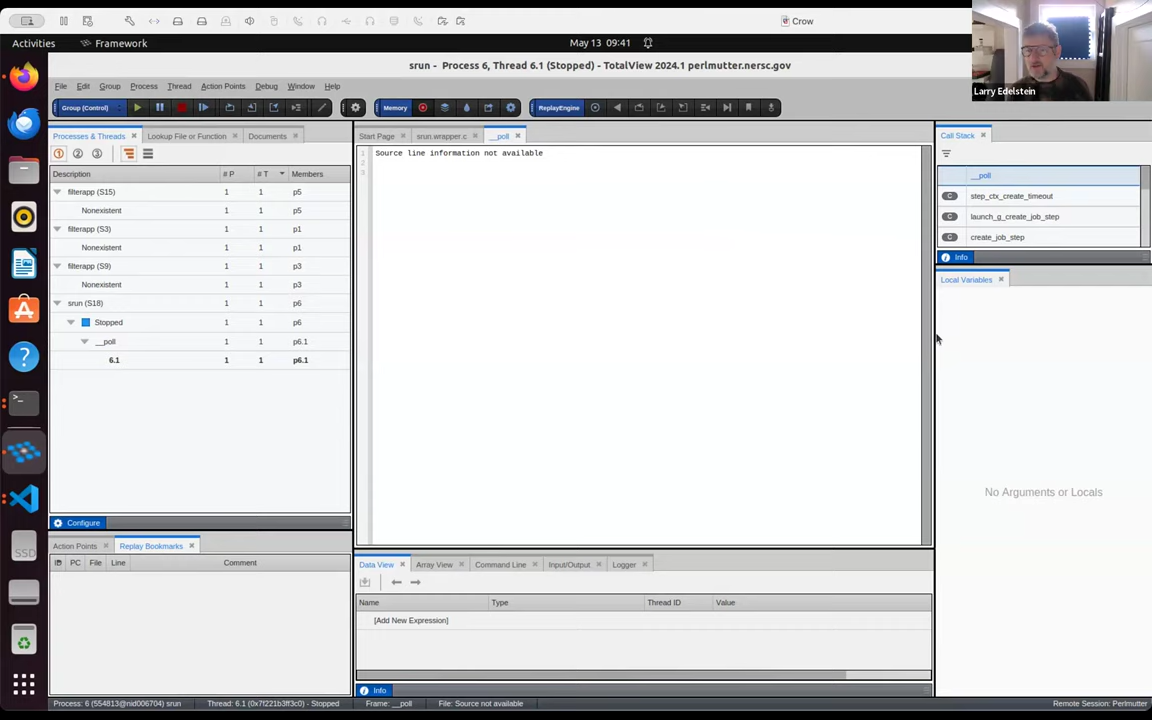 Crow
Activities
Framework
May 13 09:41
Larry Edelstein
srun - Process 6, Thread 6.1 (Stopped) - TotalView 2024.1 perlmutter.nersc.gov
File Edit Group Process Thread Action Points Debug Window Help
Group (Control)
Memory
ReplayEngine
Processes & Threads
Lookup File or Function
Documents
Start Page
srun.wrapper.c
__poll
Call Stack
1 2 3
Description # P # T Members
filterapp (S15) 1 1 p5
Nonexistent 1 1 p5
filterapp (S3) 1 1 p1
Nonexistent 1 1 p1
filterapp (S9) 1 1 p3
Nonexistent 1 1 p3
srun (S18) 1 1 p6
Stopped 1 1 p6
__poll 1 1 p6.1
6.1 1 1 p6.1
Configure
1 Source line information not available
2
3
__poll
C step_ctx_create_timeout
C launch_g_create_job_step
C create_job_step
Info
Local Variables
No Arguments or Locals
Action Points
Replay Bookmarks
ID PC File Line Comment
Data View
Array View
Command Line
Input/Output
Logger
Name Type Thread ID Value
[Add New Expression]
Info
SSD
Process: 6 (554813@nid006704) srun
Thread: 6.1 (0x7f221b3ff3c0) - Stopped
Frame: __poll
File: Source not available
Remote Session: Perlmutter